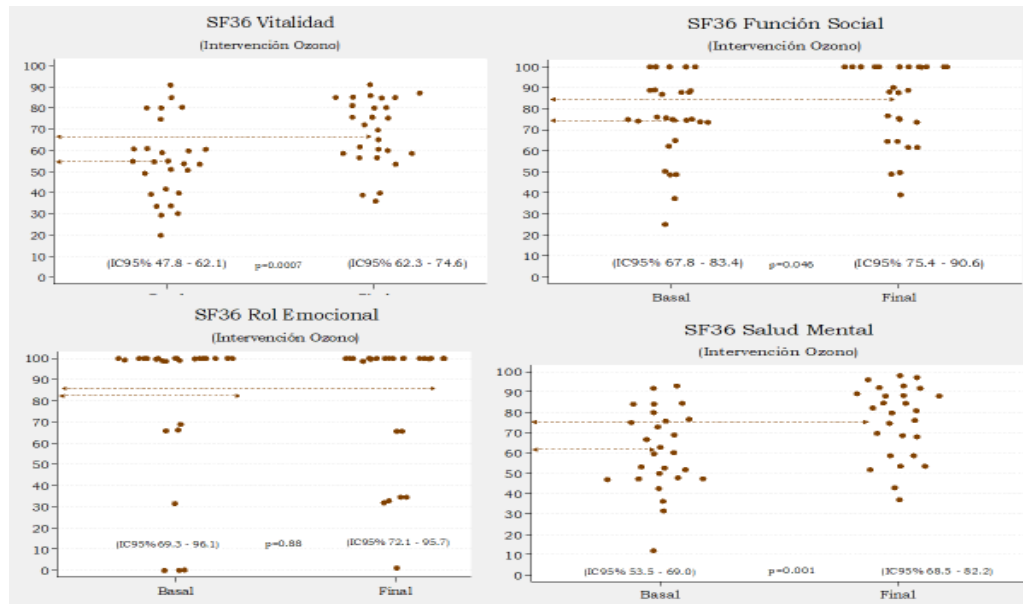 SF36 Vitalidad
(Intervención Ozono)
100
90
80
70
60
50
40
30
20
10
0
(IC95% 47.8 - 62.1) p=0.0007 (IC95% 62.3 - 74.6)
SF36 Función Social
(Intervención Ozono)
100
90
80
70
60
50
40
30
20
10
0
(IC95% 67.8 - 83.4) p=0.046 (IC95% 75.4 - 90.6)
Basal Final
SF36 Rol Emocional
(Intervención Ozono)
100
90
80
70
60
50
40
30
20
10
0
(IC95% 69.3 - 96.1) p=0.88 (IC95% 72.1 - 95.7)
Basal Final
SF36 Salud Mental
(Intervención Ozono)
100
90
80
70
60
50
40
30
20
10
0
(IC95% 53.5 - 69.0) p=0.001 (IC95% 68.5 - 82.2)
Basal Final